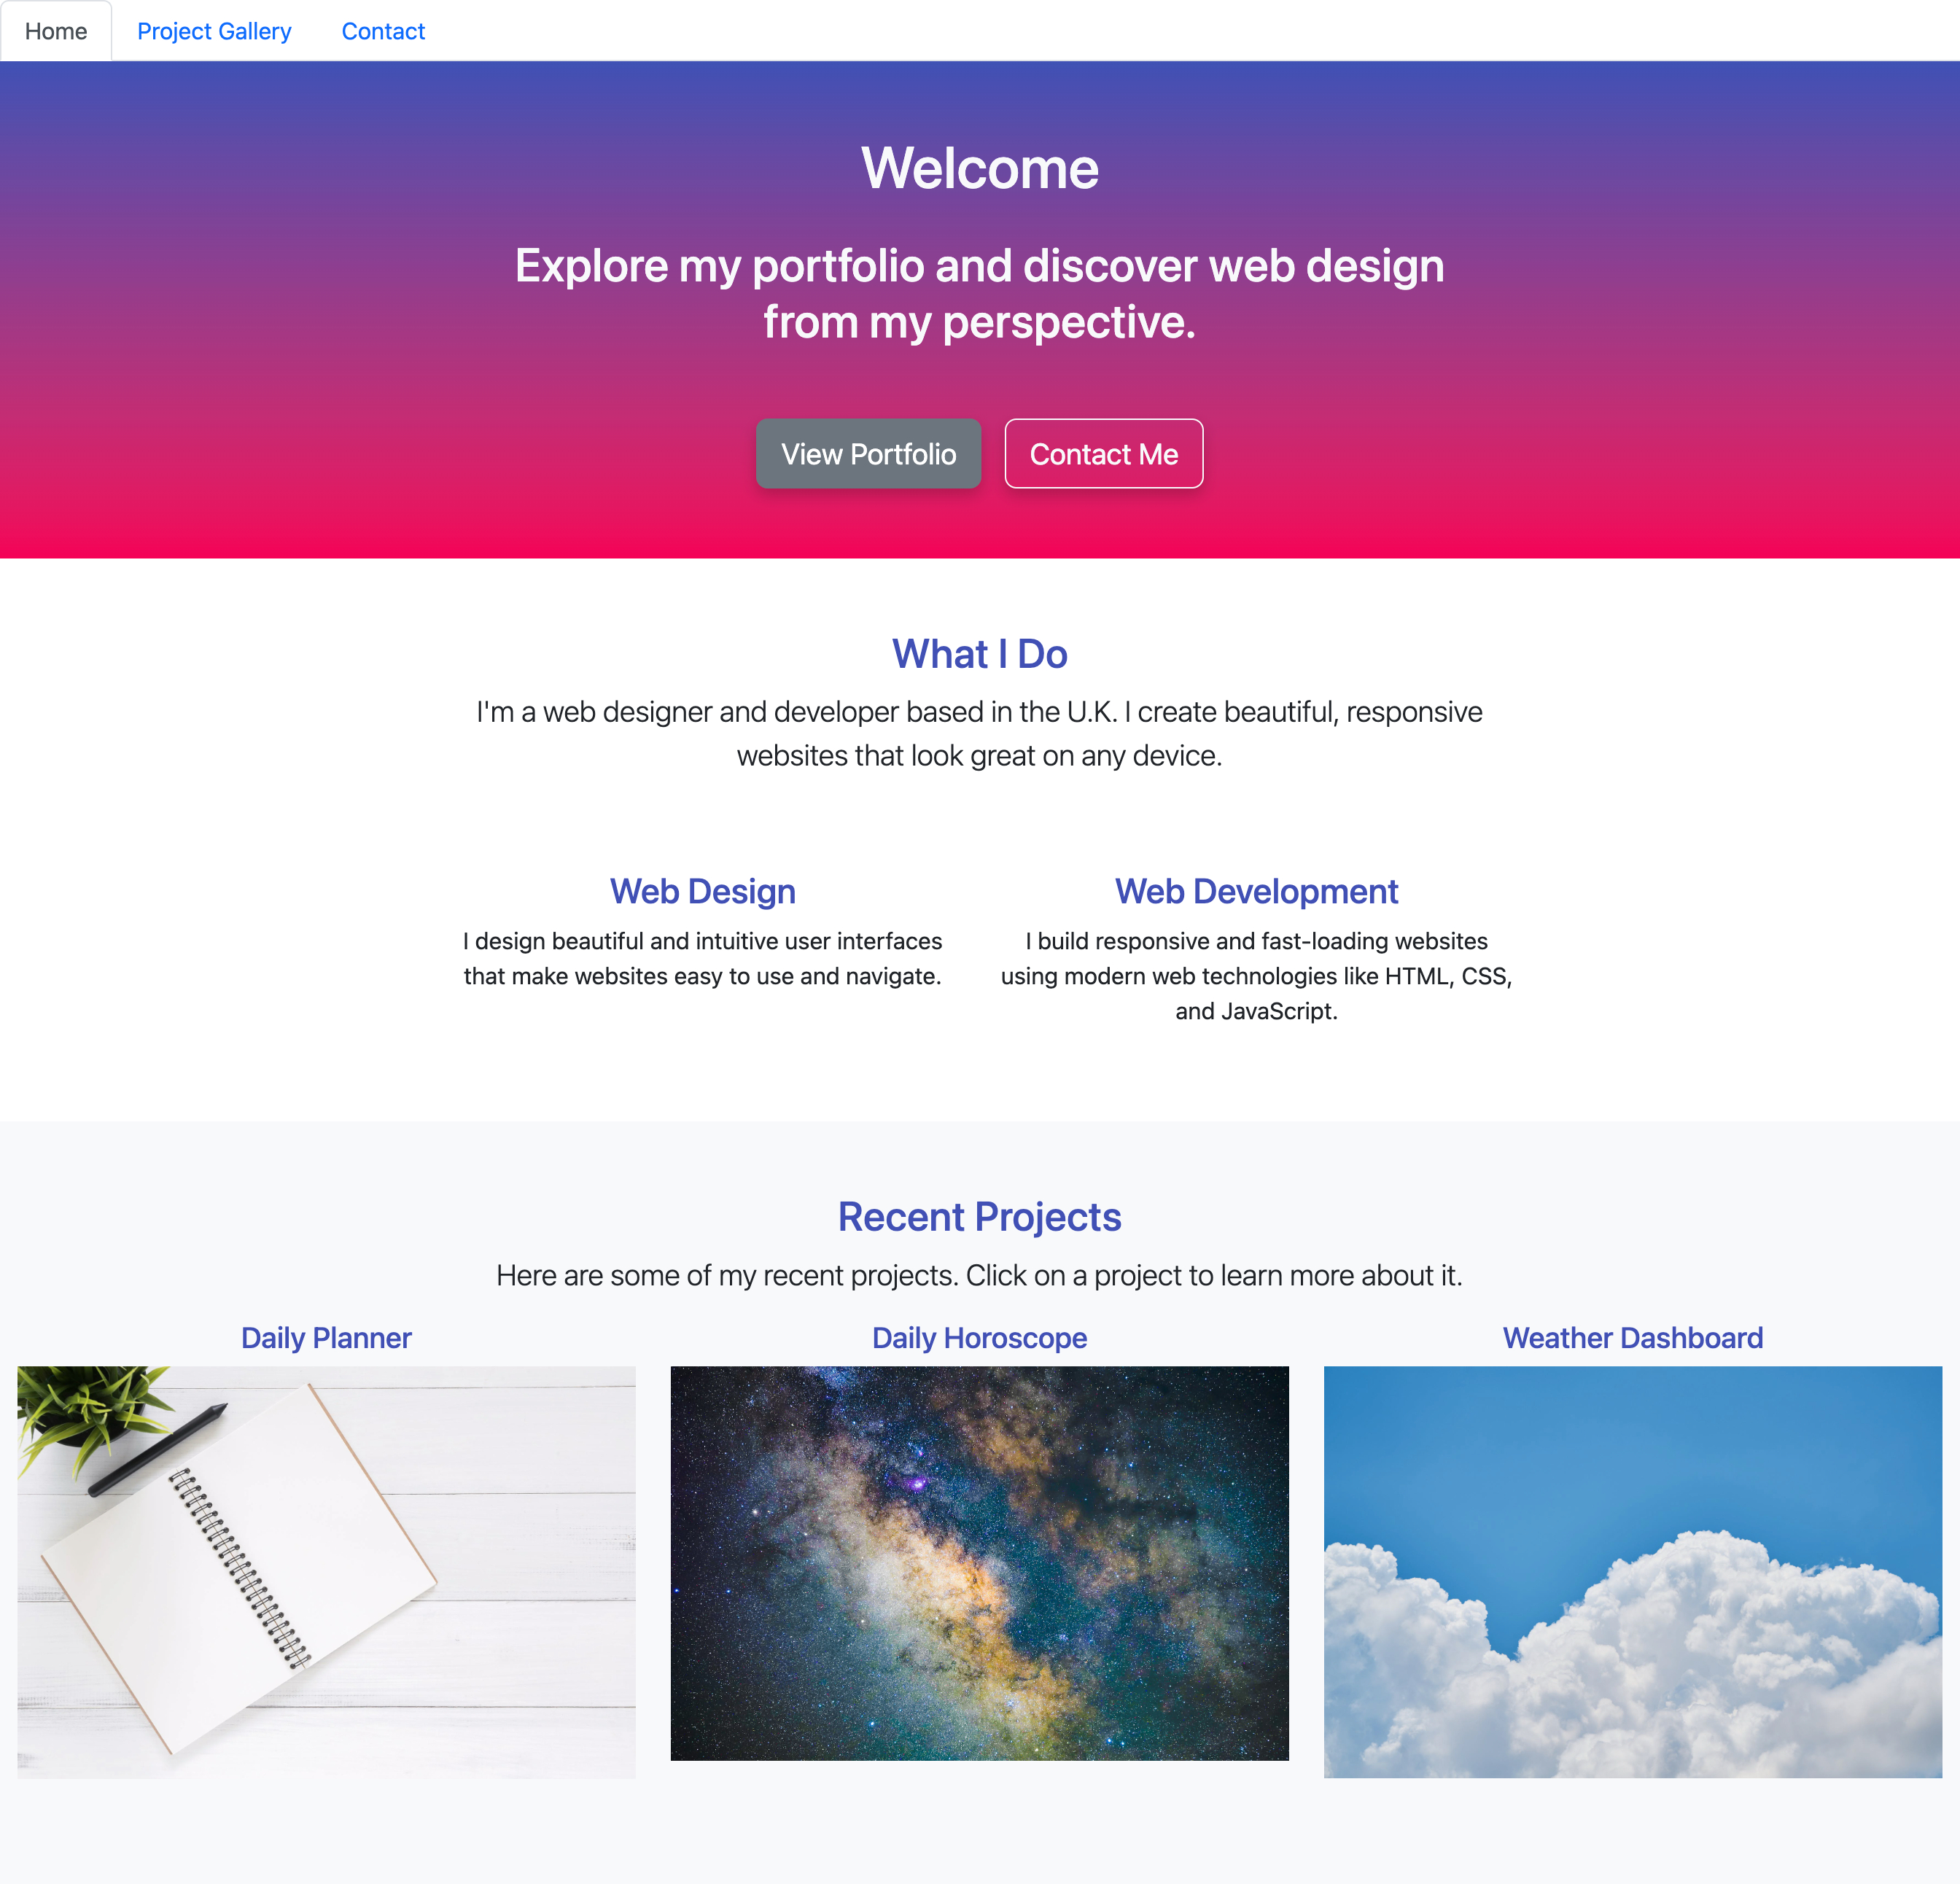 Home
Project Gallery
Contact
Welcome
Explore my portfolio and discover web design
from my perspective.
View Portfolio
Contact Me
What I Do
I'm a web designer and developer based in the U.K. I create beautiful, responsive
websites that look great on any device.
Web Design
I design beautiful and intuitive user interfaces
that make websites easy to use and navigate.
Web Development
I build responsive and fast-loading websites
using modern web technologies like HTML, CSS,
and JavaScript.
Recent Projects
Here are some of my recent projects. Click on a project to learn more about it.
Daily Planner
Daily Horoscope
Weather Dashboard